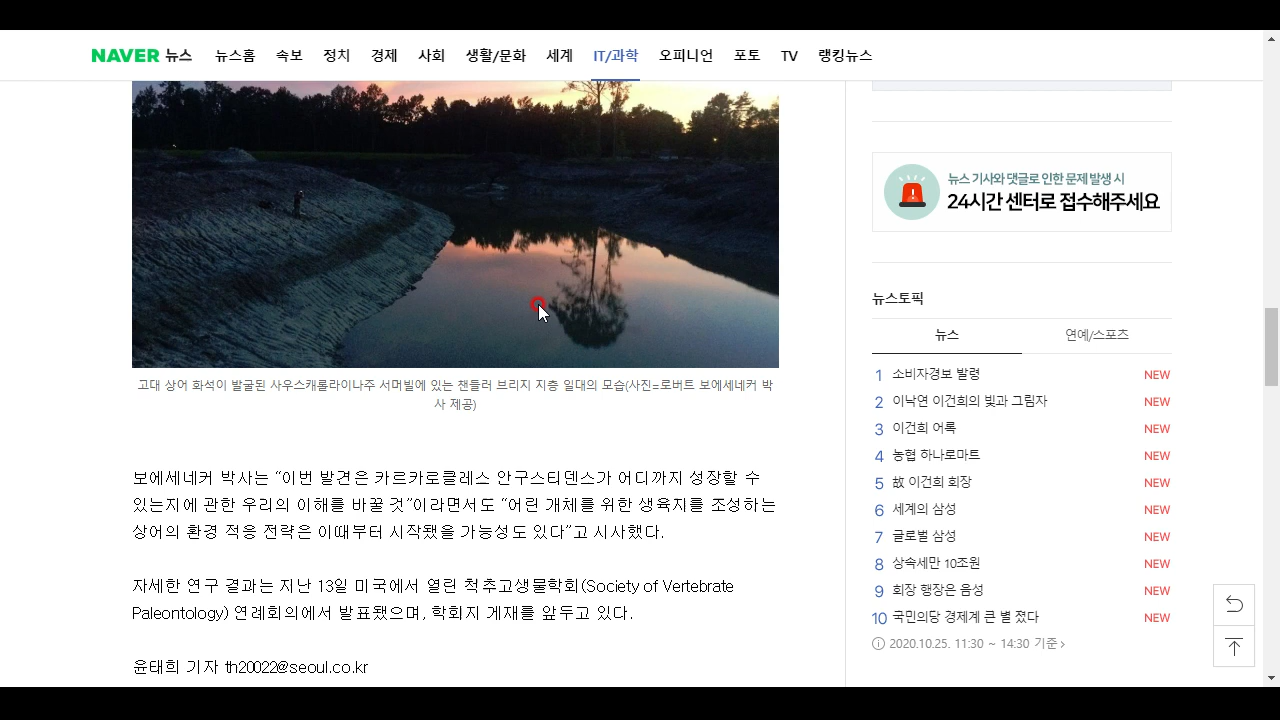 NAVER 뉴스 뉴스홈 속보 정치 경제 사회 생활/문화 세계 IT/과학 오피니언 포토 TV 랭킹뉴스
고대 상어 화석이 발굴된 사우스캐롤라이나주 서머빌에 있는 챈들러 브리지 지층 일대의 모습(사진=로버트 보에세네커 박
사 제공)
보에세네커 박사는 “이번 발견은 카르카로클레스 안구스티덴스가 어디까지 성장할 수
있는지에 관한 우리의 이해를 바꿀 것”이라면서도 “어린 개체를 위한 생육지를 조성하는
상어의 환경 적응 전략은 이때부터 시작됐을 가능성도 있다”고 시사했다.
자세한 연구 결과는 지난 13일 미국에서 열린 척추고생물학회(Society of Vertebrate
Paleontology) 연례회의에서 발표됐으며, 학회지 게재를 앞두고 있다.
윤태희 기자 th20022@seoul.co.kr
뉴스 기사와 댓글로 인한 문제 발생 시
24시간 센터로 접수해주세요
뉴스토픽
뉴스 연예/스포츠
1 소비자경보 발령 NEW
2 이낙연 이건희의 빛과 그림자 NEW
3 이건희 어록 NEW
4 농협 하나로마트 NEW
5 故 이건희 회장 NEW
6 세계의 삼성 NEW
7 글로벌 삼성 NEW
8 상속세만 10조원 NEW
9 회장 행장은 음성 NEW
10 국민의당 경제계 큰 별 졌다 NEW
2020.10.25. 11:30 ~ 14:30 기준